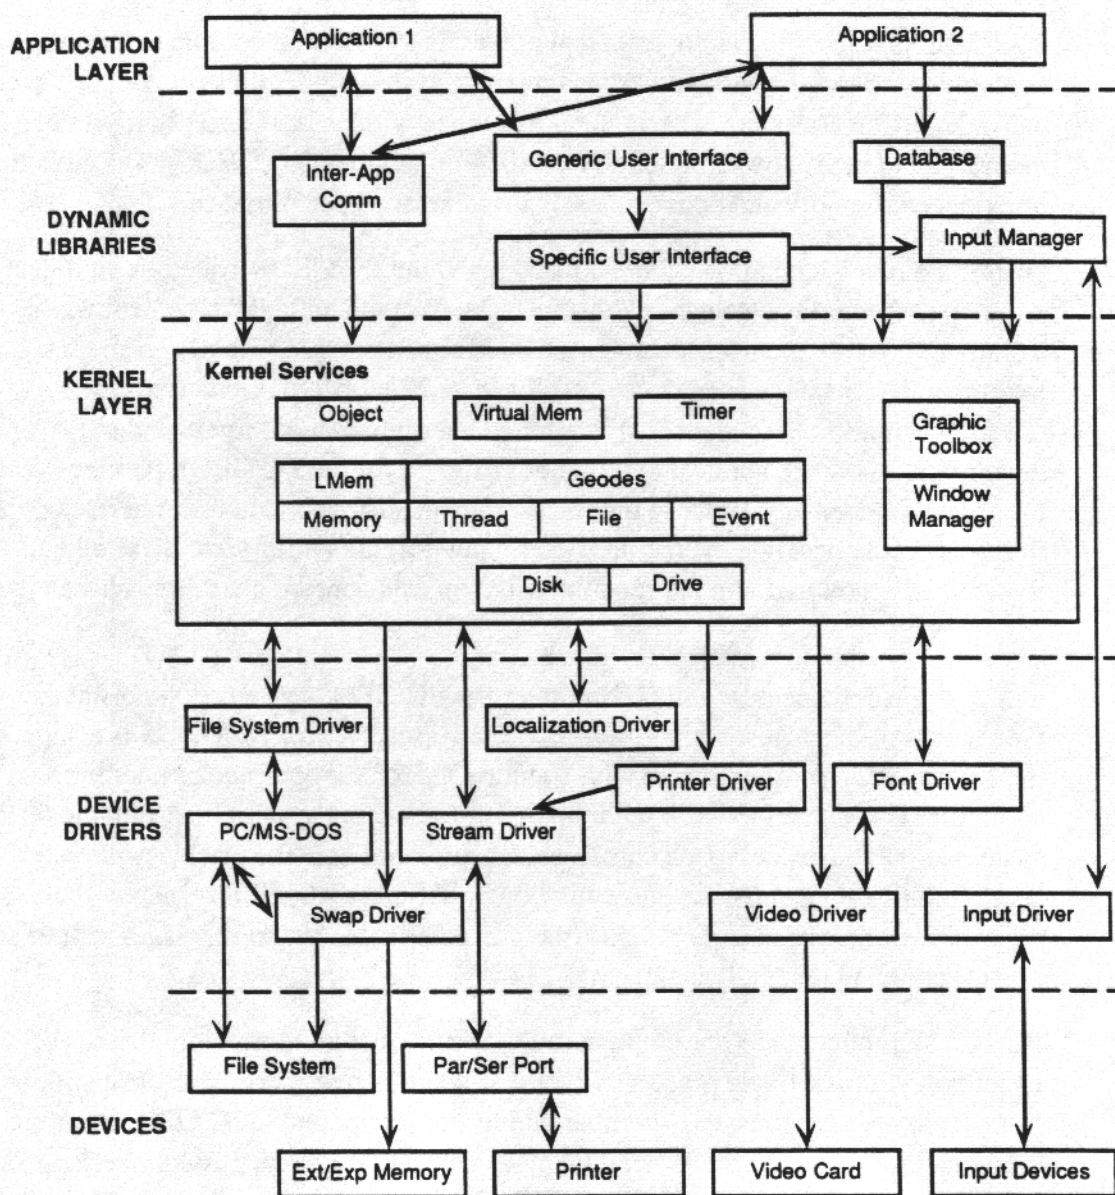 Application 1
Application 2
APPLICATION
LAYER
Inter-App
Comm
Generic User Interface
Database
DYNAMIC
LIBRARIES
Specific User Interface
Input Manager
KERNEL
LAYER
Kernel Services
Object
Virtual Mem
Timer
Graphic
Toolbox
LMem
Geodes
Window
Manager
Memory
Thread
File
Event
Disk
Drive
File System Driver
Localization Driver
Printer Driver
Font Driver
DEVICE
DRIVERS
PC/MS-DOS
Stream Driver
Swap Driver
Video Driver
Input Driver
File System
Par/Ser Port
DEVICES
Ext/Exp Memory
Printer
Video Card
Input Devices